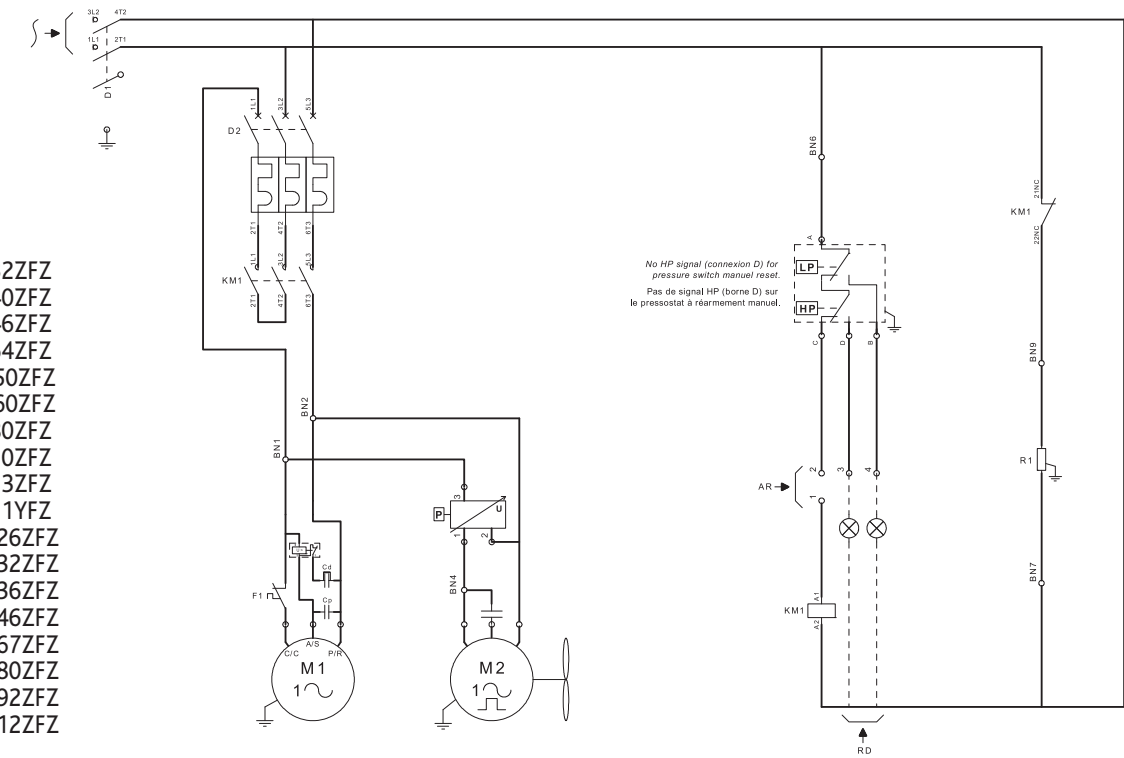 3L2 4T2
1L1 2T1
D1
1L1 3L2 5L3
D2
2T1 4T2 6T3
1L1 3L2 5L3
KM1
2T1 4T2 6T3
BN6
21NC
KM1
22NC
A
No HP signal (connexion D) for
pressure switch manuel reset.
Pas de signal HP (borne D) sur
le pressostat à réarmement manuel.
LP
HP
C D B
BN9
BN2
BN1
R1
2 3 4
AR
1
3
P U
1 2
Cd
F1
Cp
BN4
BN7
A1
KM1
A2
C/C A/S P/R
M1
1
M2
1
RD
2ZFZ
0ZFZ
6ZFZ
4ZFZ
50ZFZ
60ZFZ
0ZFZ
0ZFZ
3ZFZ
1YFZ
26ZFZ
32ZFZ
36ZFZ
46ZFZ
67ZFZ
80ZFZ
92ZFZ
12ZFZ